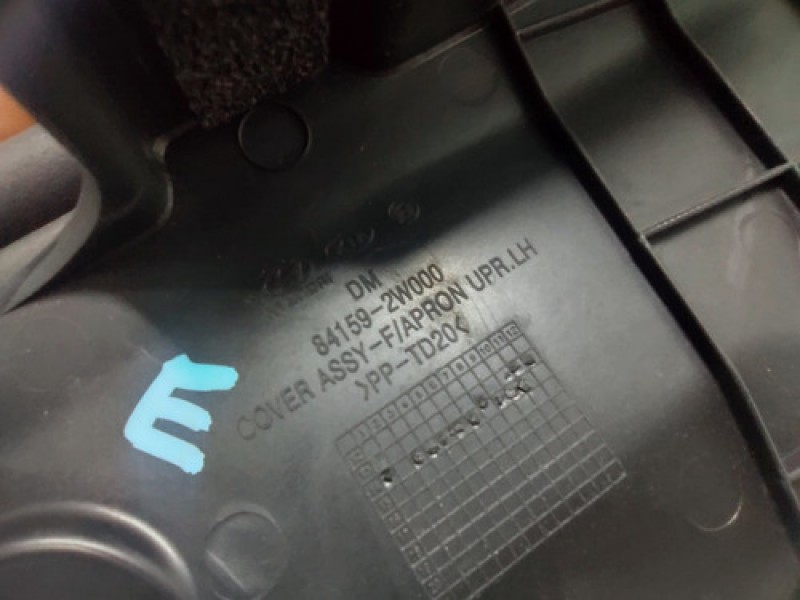 DM
84159-2W000
COVER ASSY-F/APRON UPR.LH
>PP-TD20<
E